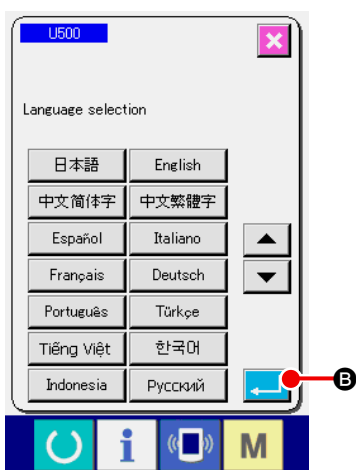 U500
Language selection
日本語 English
中文简体字 中文繁體字
Español Italiano
Français Deutsch
Português Türkçe
Tiếng Việt 한국어
Indonesia Русский
B
i M